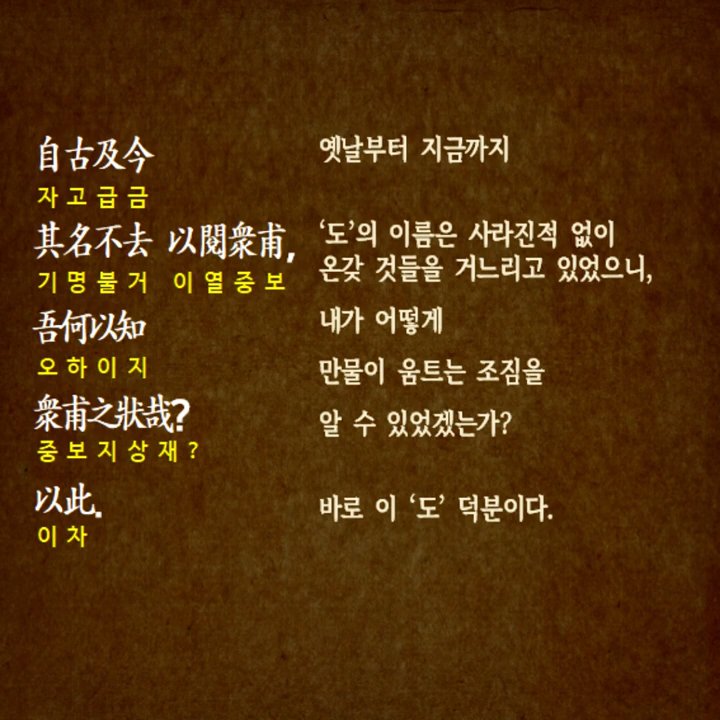 自古及今
자고급금
옛날부터 지금까지
其名不去 以閱衆甫,
기명불거 이열중보
‘도’의 이름은 사라진적 없이
온갖 것들을 거느리고 있었으니,
吾何以知
오하이지
내가 어떻게
衆甫之狀哉?
중보지상재?
만물이 움트는 조짐을
알 수 있었겠는가?
以此.
이차
바로 이 ‘도’ 덕분이다.